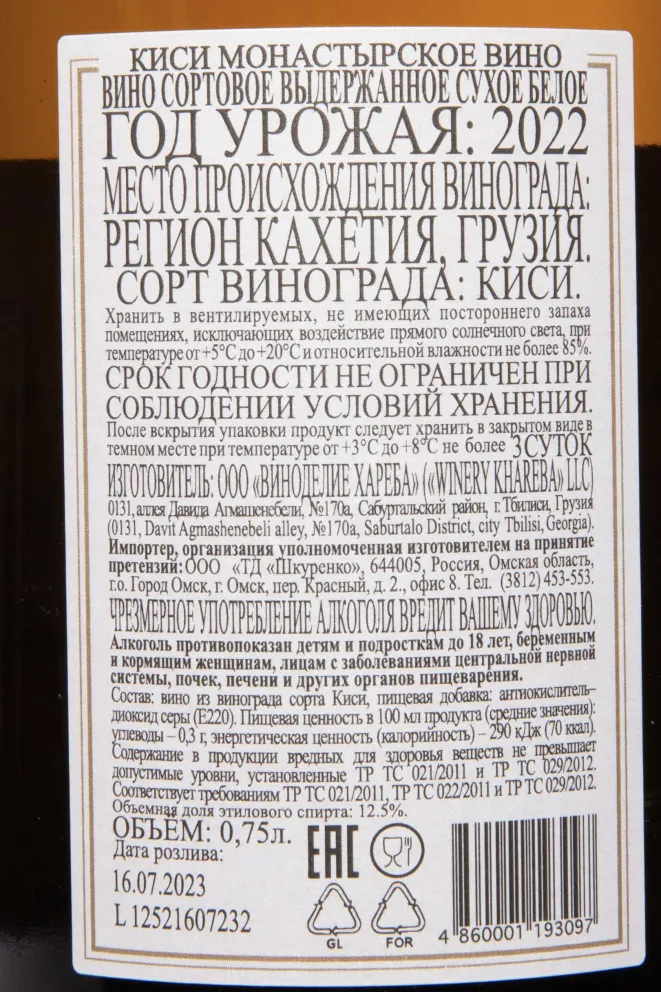 КИСИ МОНАСТЫРСКОЕ ВИНО
ВИНО СОРТОВОЕ ВЫДЕРЖАННОЕ СУХОЕ БЕЛОЕ
ГОД УРОЖАЯ: 2022
МЕСТО ПРОИСХОЖДЕНИЯ ВИНОГРАДА:
РЕГИОН КАХЕТИЯ, ГРУЗИЯ.
СОРТ ВИНОГРАДА: КИСИ.
Хранить в вентилируемых, не имеющих постороннего запаха
помещениях, исключающих воздействие прямого солнечного света, при
температуре от +5°С до +20°С и относительной влажности не более 85%.
СРОК ГОДНОСТИ НЕ ОГРАНИЧЕН ПРИ
СОБЛЮДЕНИИ УСЛОВИЙ ХРАНЕНИЯ.
После вскрытия упаковки продукт следует хранить в закрытом виде в
темном месте при температуре от +3°С до +8°С не более 3 СУТОК
ИЗГОТОВИТЕЛЬ: ООО «ВИНОДЕЛИЕ ХАРЕБА» («WINERY KHAREBA» LLC)
0131, аллея Давида Агмашенебели, №170а, Сабуртальский район, г. Тбилиси, Грузия
(0131, Davit Agmashenebeli alley, №170a, Saburtalo District, city Tbilisi, Georgia).
Импортер, организация уполномоченная изготовителем на принятие
претензий: ООО «ТД «Шкуренко», 644005, Россия, Омская область,
г.о. Город Омск, г. Омск, пер. Красный, д. 2., офис 8. Тел. (3812) 453-553.
ЧРЕЗМЕРНОЕ УПОТРЕБЛЕНИЕ АЛКОГОЛЯ ВРЕДИТ ВАШЕМУ ЗДОРОВЬЮ.
Алкоголь противопоказан детям и подросткам до 18 лет, беременным
и кормящим женщинам, лицам с заболеваниями центральной нервной
системы, почек, печени и других органов пищеварения.
Состав: вино из винограда сорта Киси, пищевая добавка: антиокислитель-
диоксид серы (Е220). Пищевая ценность в 100 мл продукта (средние значения):
углеводы – 0,3 г, энергетическая ценность (калорийность) – 290 кДж (70 ккал).
Содержание в продукции вредных для здоровья веществ не превышает
допустимые уровни, установленные ТР ТС 021/2011 и ТР ТС 029/2012.
Соответствует требованиям ТР ТС 021/2011, ТР ТС 022/2011 и ТР ТС 029/2012.
Объемная доля этилового спирта: 12.5%.
ОБЪЁМ: 0,75л.
Дата розлива:
16.07.2023
L 12521607232
EAC
GL
FOR
4 860001 193097